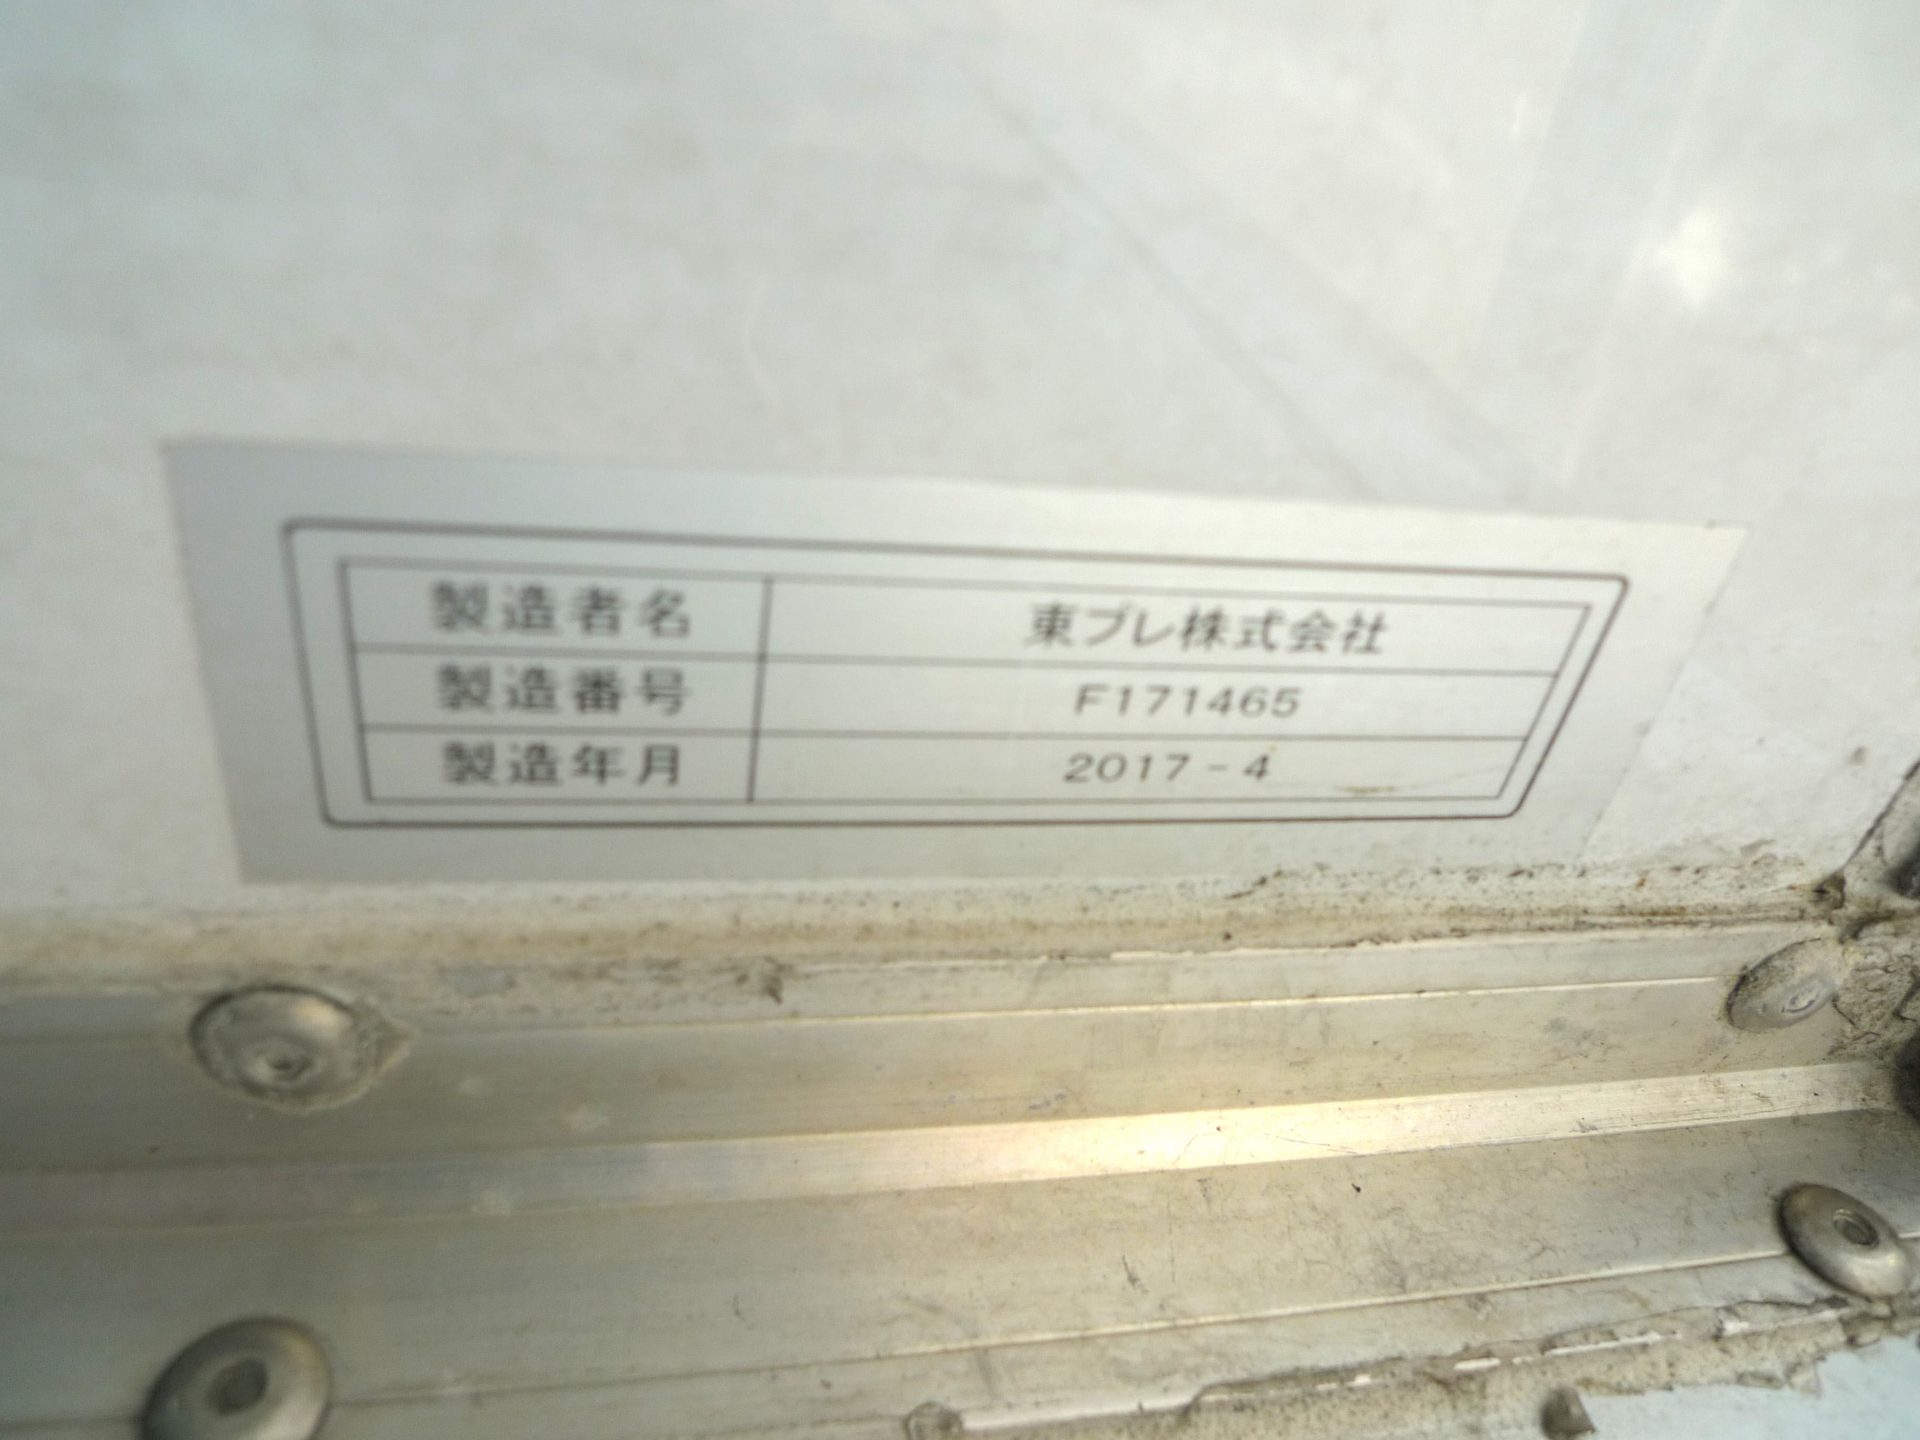 製造者名 東プレ株式会社
製造番号 F171465
製造年月 2017-4